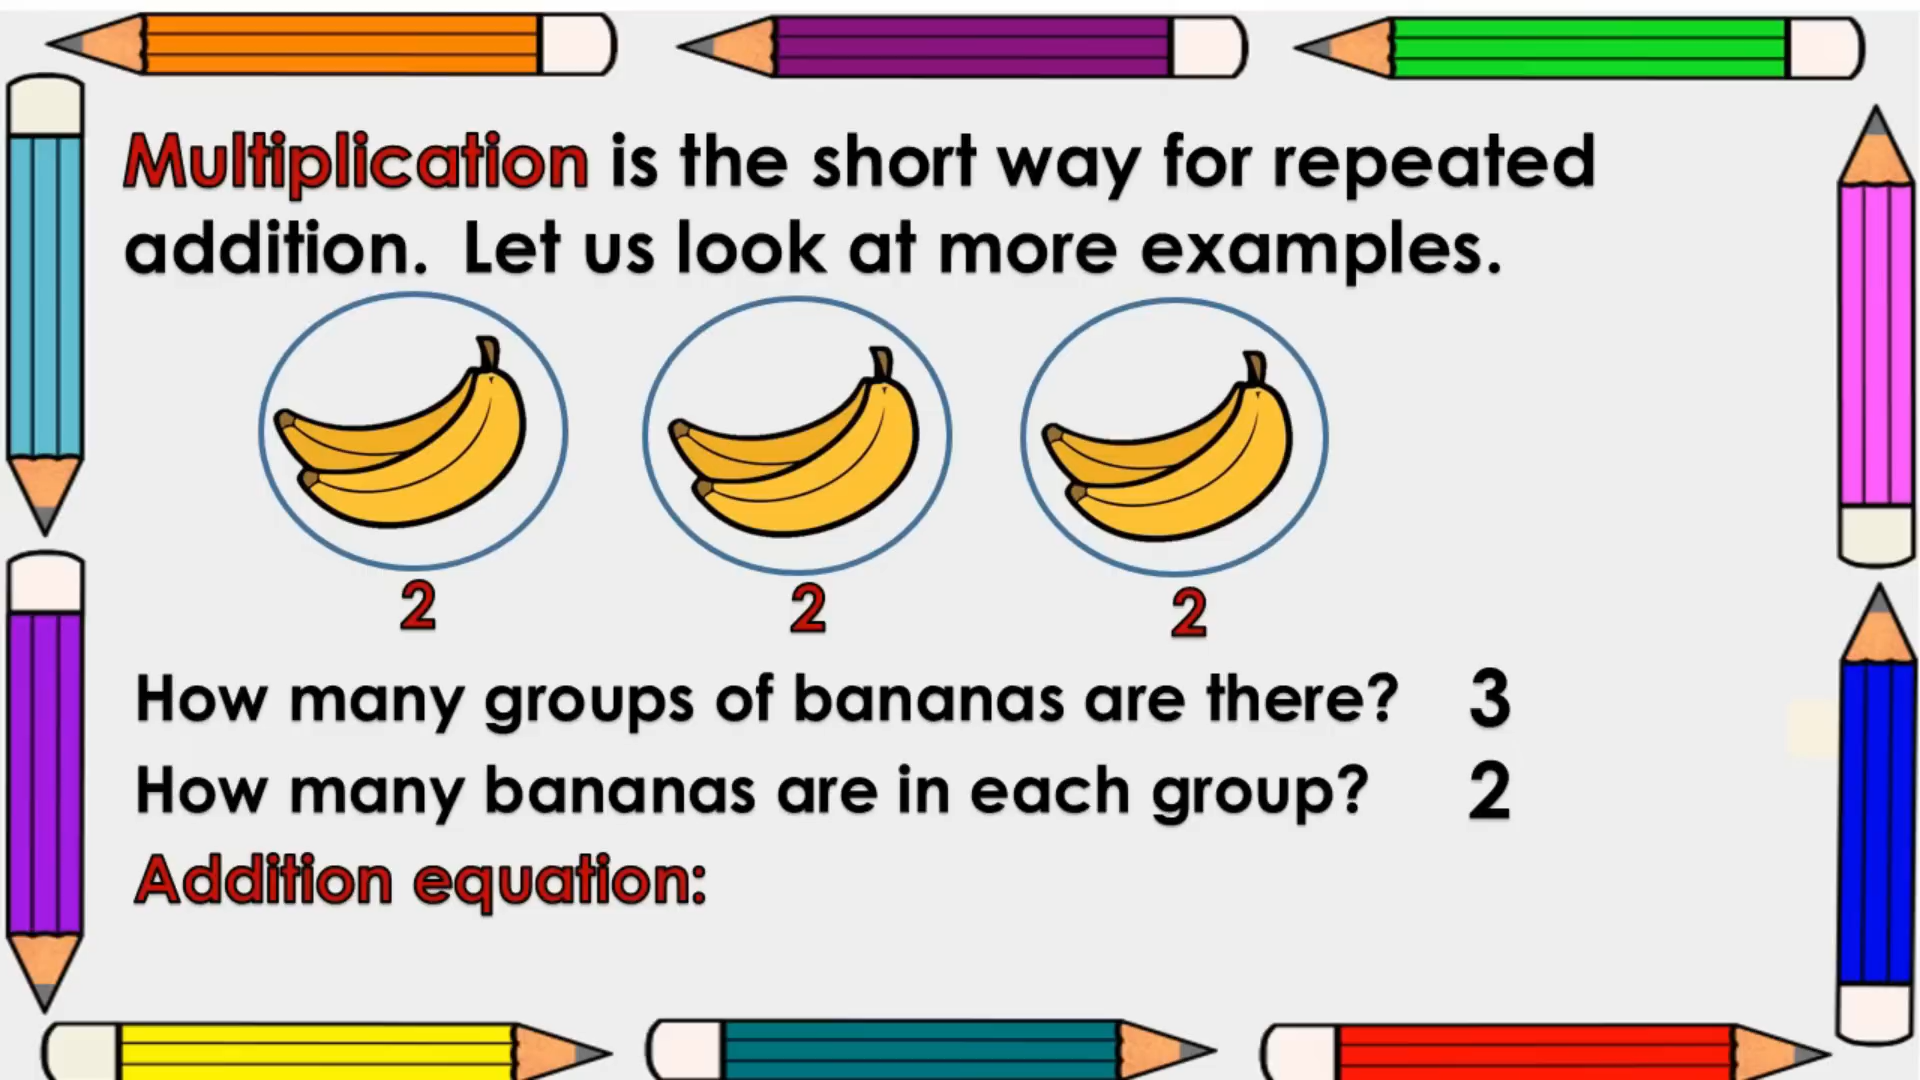 Multiplication is the short way for repeated
addition. Let us look at more examples.
2 2 2
How many groups of bananas are there? 3
How many bananas are in each group? 2
Addition equation: